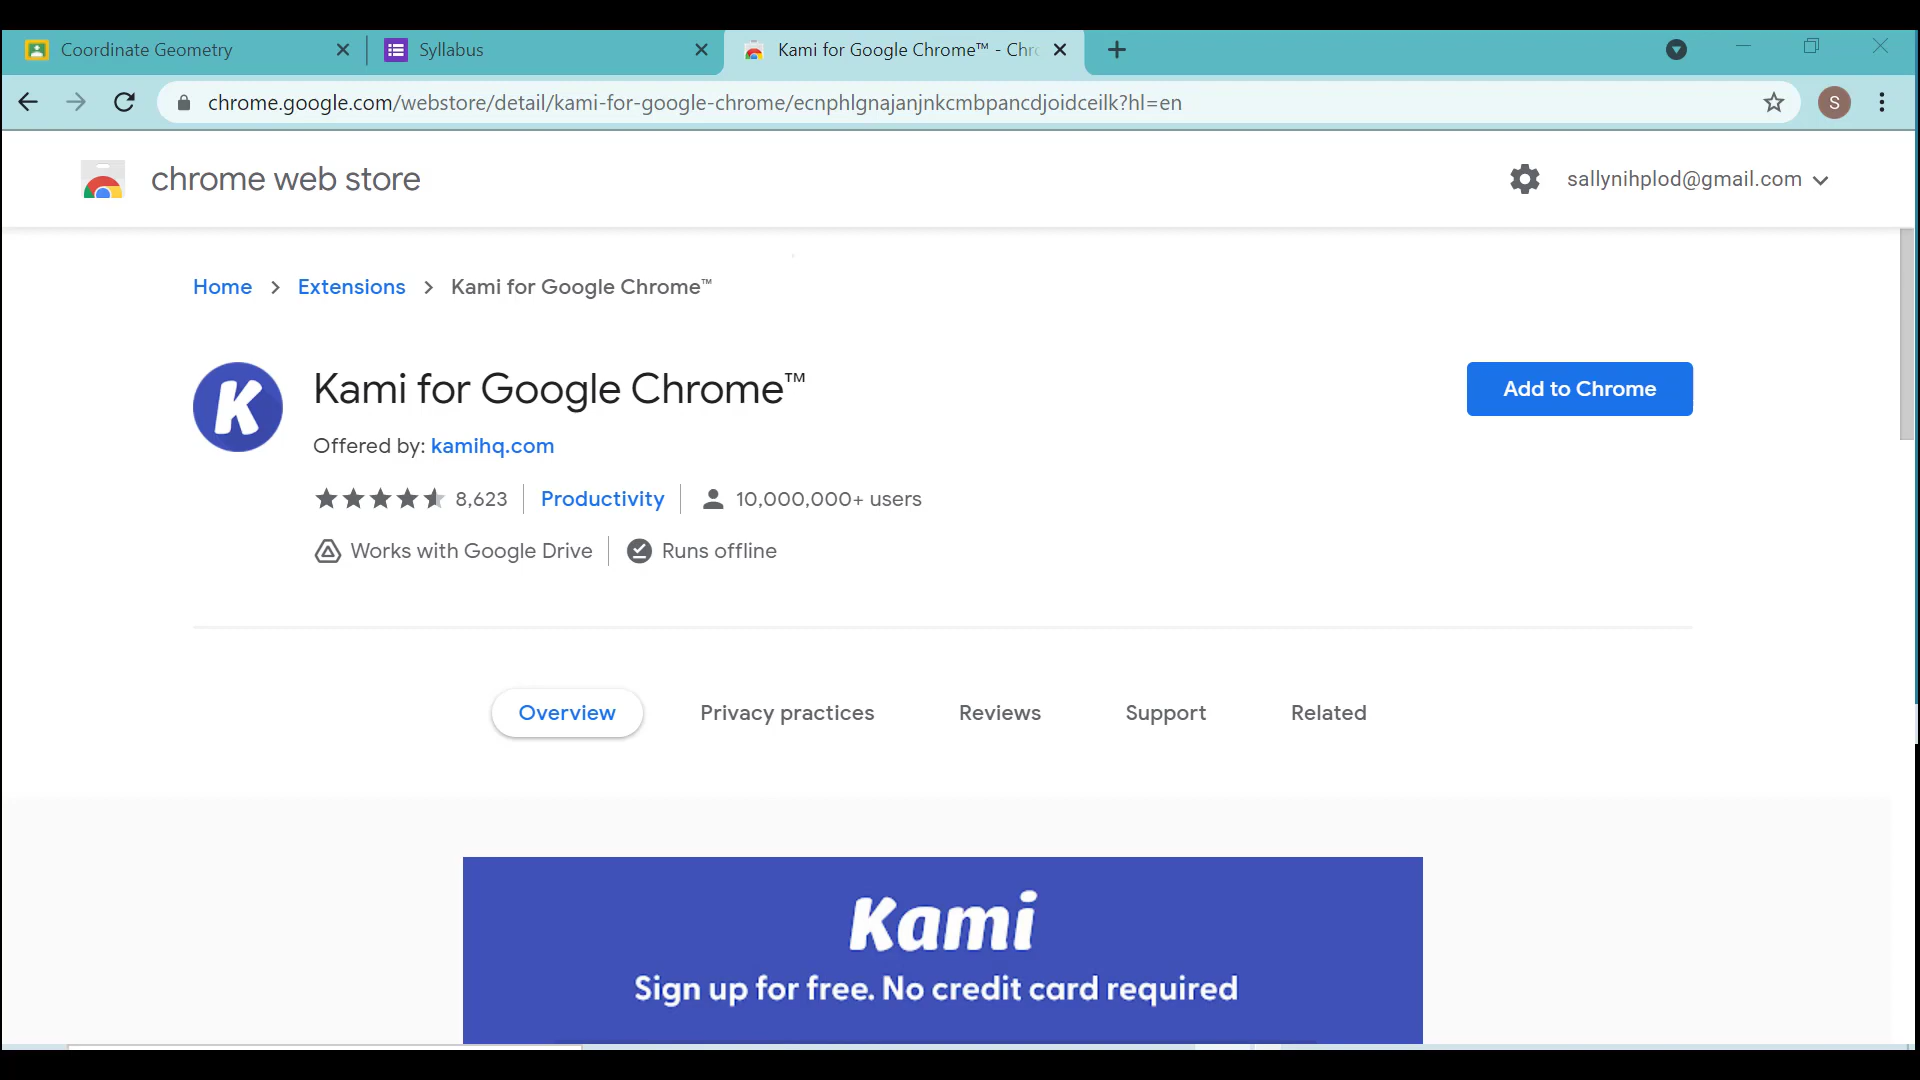 Coordinate Geometry
Syllabus
Kami for Google Chrome™ - Chro
chrome.google.com/webstore/detail/kami-for-google-chrome/ecnphlgnajanjnkcmbpancdjoidceilk?hl=en
S
chrome web store
sallynihplod@gmail.com
Home > Extensions > Kami for Google Chrome™
K
Kami for Google Chrome™
Add to Chrome
Offered by: kamihq.com
8,623 Productivity 10,000,000+ users
Works with Google Drive Runs offline
Overview Privacy practices Reviews Support Related
Kami
Sign up for free. No credit card required